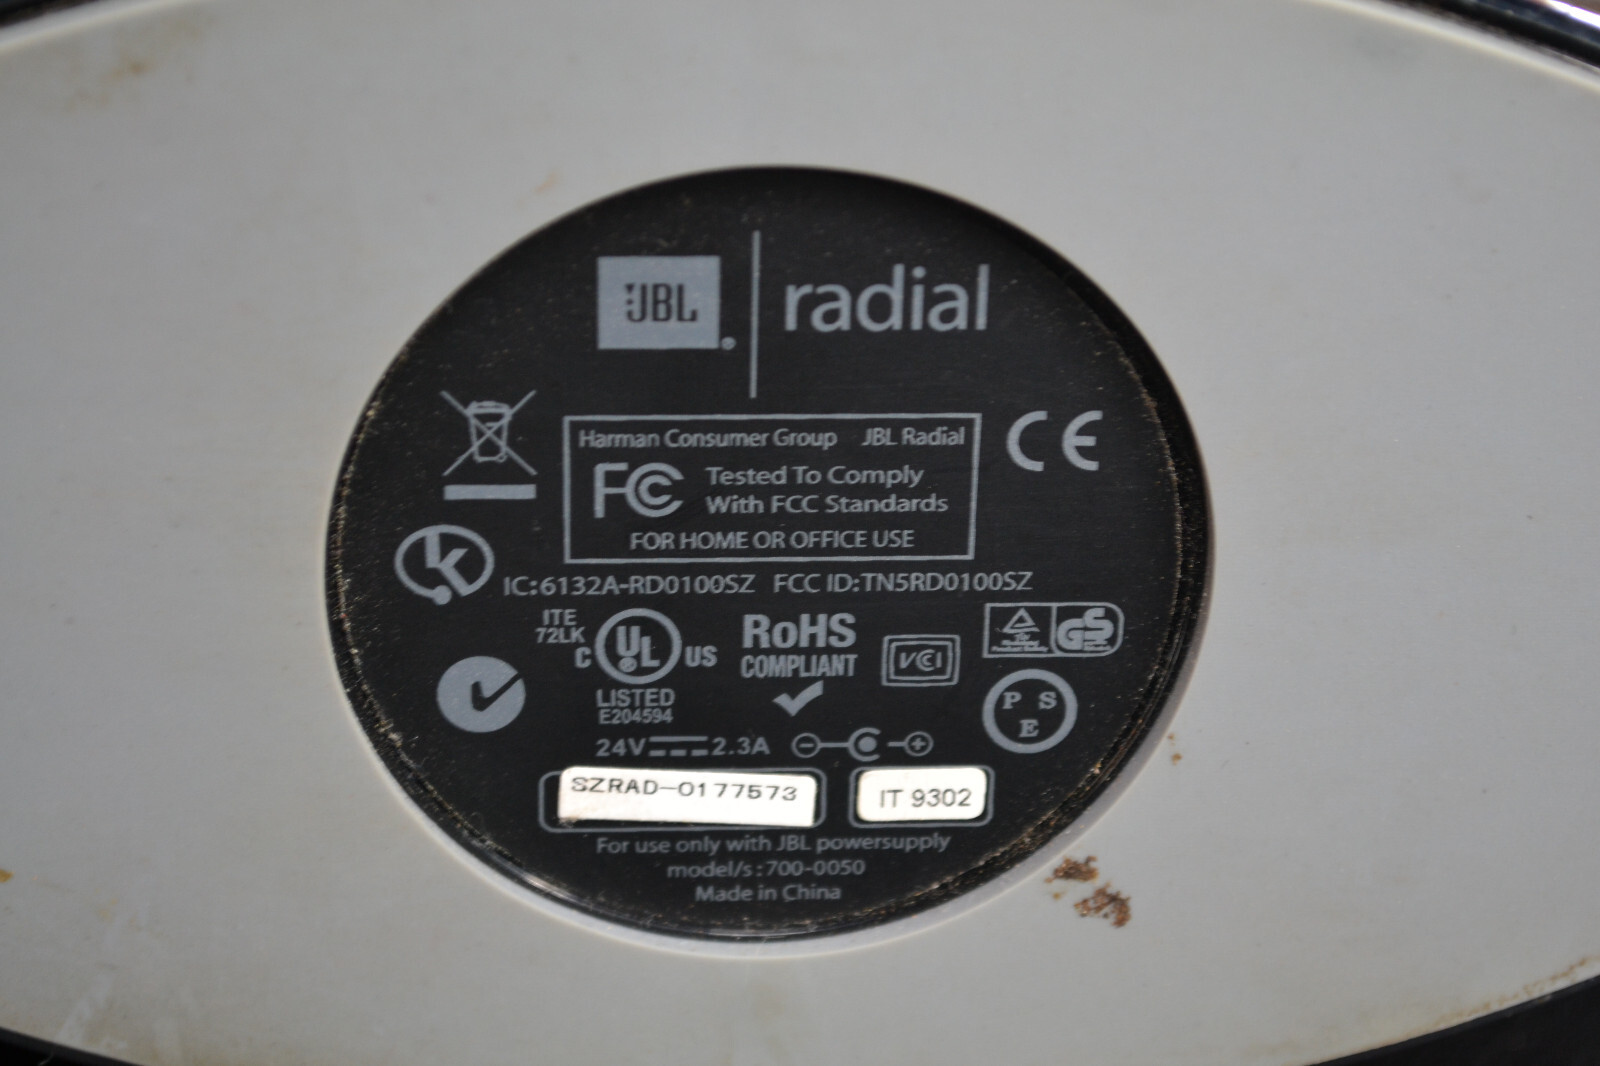 JBL® radial
Harman Consumer Group JBL Radial
FC Tested To Comply
With FCC Standards
FOR HOME OR OFFICE USE
CE
IC:6132A-RD0100SZ FCC ID:TN5RD0100SZ
ITE
72LK
C UL US
LISTED
E204594
RoHS
COMPLIANT
VCI
TÜV
GS
P S
E
24V 2.3A
SZRAD-0177573 IT 9302
For use only with JBL powersupply
model/s:700-0050
Made in China